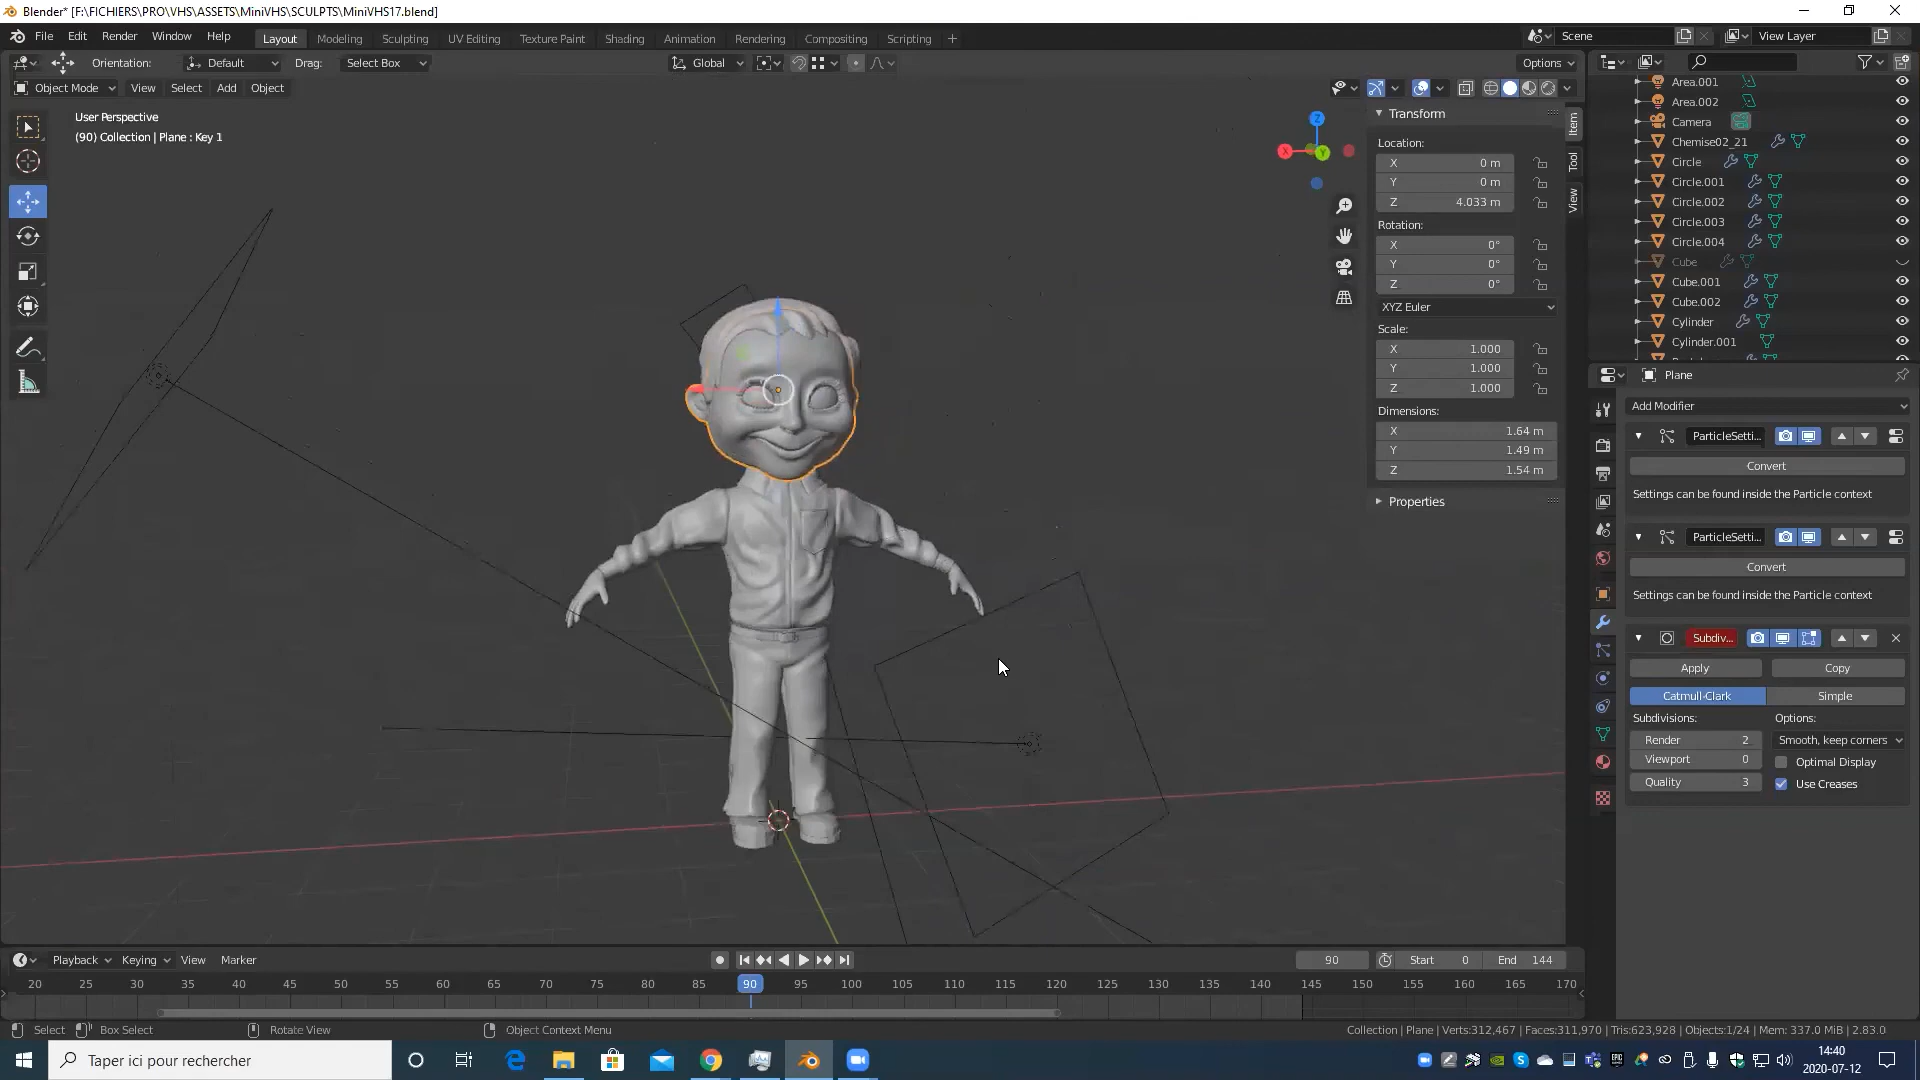 Blender* [F:\FICHIERS\PRO\VHS\ASSETS\MiniVHS\SCULPTS\MiniVHS17.blend]
File Edit Render Window Help Layout Modeling Sculpting UV Editing Texture Paint Shading Animation Rendering Compositing Scripting + Scene View Layer
Orientation: Default Drag: Select Box Global Options
Object Mode View Select Add Object
User Perspective
(90) Collection | Plane : Key 1
Z
X
Y
Transform
Location:
X 0 m
Y 0 m
Z 4.033 m
Rotation:
X 0°
Y 0°
Z 0°
XYZ Euler
Scale:
X 1.000
Y 1.000
Z 1.000
Dimensions:
X 1.64 m
Y 1.49 m
Z 1.54 m
Properties
Item
Tool
View
Area.001
Area.002
Camera
Chemise02_21
Circle
Circle.001
Circle.002
Circle.003
Circle.004
Cube
Cube.001
Cube.002
Cylinder
Cylinder.001
Plane
Add Modifier
ParticleSetti...
Convert
Settings can be found inside the Particle context
ParticleSetti...
Convert
Settings can be found inside the Particle context
Subdiv...
Apply Copy
Catmull-Clark Simple
Subdivisions: Options:
Render 2 Smooth, keep corners
Viewport 0 Optimal Display
Quality 3 Use Creases
Playback Keying View Marker 90 Start 0 End 144
20 25 30 35 40 45 50 55 60 65 70 75 80 85 90 95 100 105 110 115 120 125 130 135 140 145 150 155 160 165 170
Select Box Select Rotate View Object Context Menu Collection | Plane | Verts:312,467 | Faces:311,970 | Tris:623,928 | Objects:1/24 | Mem: 337.0 MiB | 2.83.0
Taper ici pour rechercher
14:40
2020-07-12